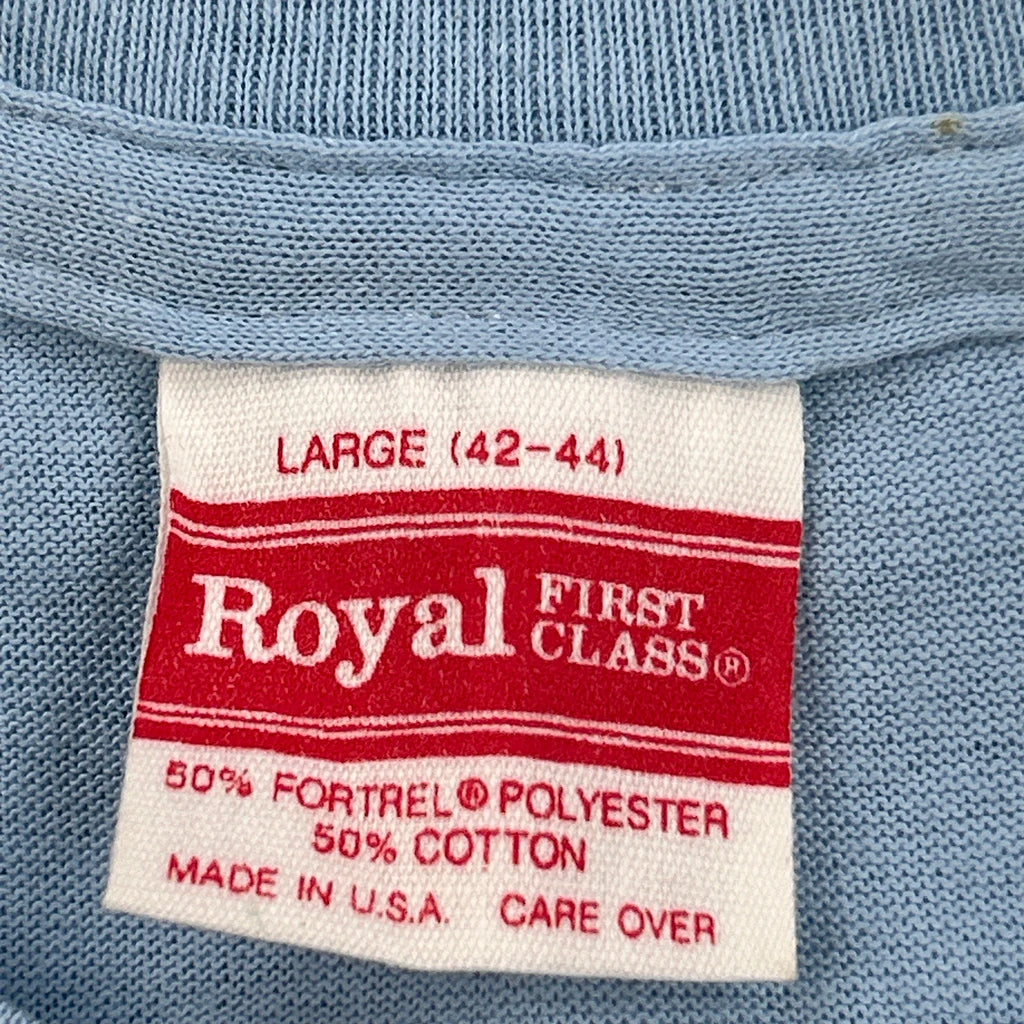 LARGE (42-44)
Royal FIRST CLASS®
50% FORTREL® POLYESTER
50% COTTON
MADE IN U.S.A. CARE OVER